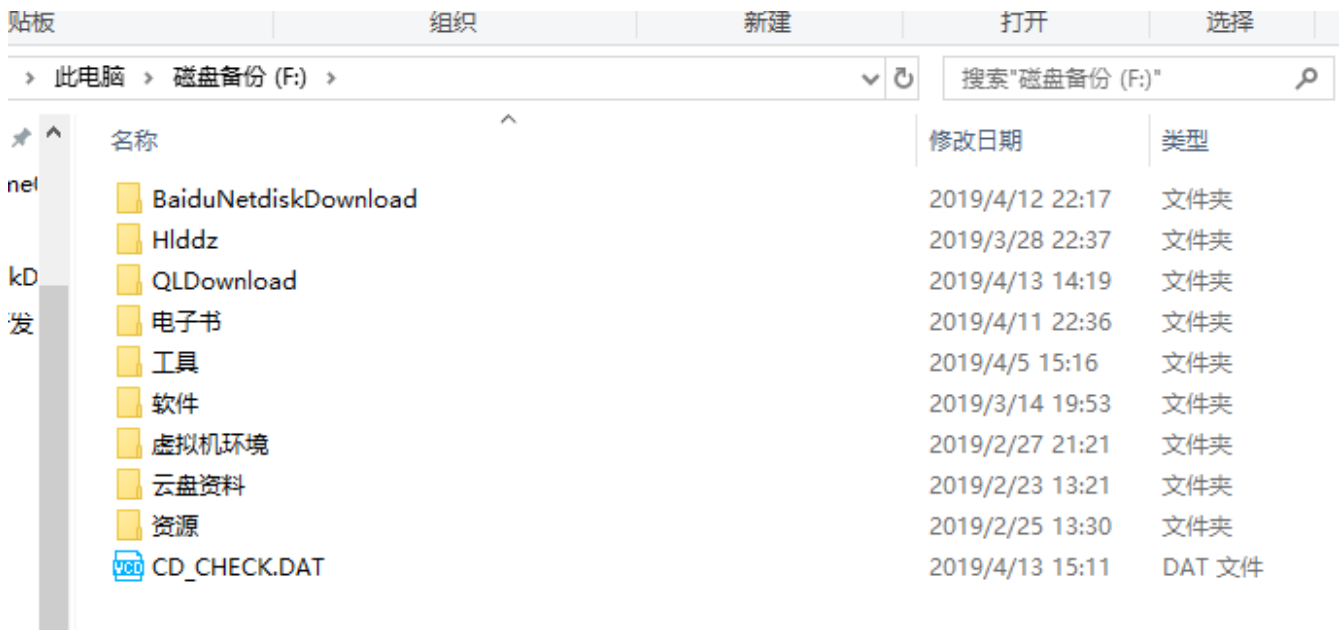 贴板 组织 新建 打开 选择
› 此电脑 › 磁盘备份 (F:) › 搜索"磁盘备份 (F:)"
名称 修改日期 类型
BaiduNetdiskDownload 2019/4/12 22:17 文件夹
Hlddz 2019/3/28 22:37 文件夹
QLDownload 2019/4/13 14:19 文件夹
kD
电子书 2019/4/11 22:36 文件夹
发
工具 2019/4/5 15:16 文件夹
软件 2019/3/14 19:53 文件夹
虚拟机环境 2019/2/27 21:21 文件夹
云盘资料 2019/2/23 13:21 文件夹
资源 2019/2/25 13:30 文件夹
VCD CD_CHECK.DAT 2019/4/13 15:11 DAT 文件